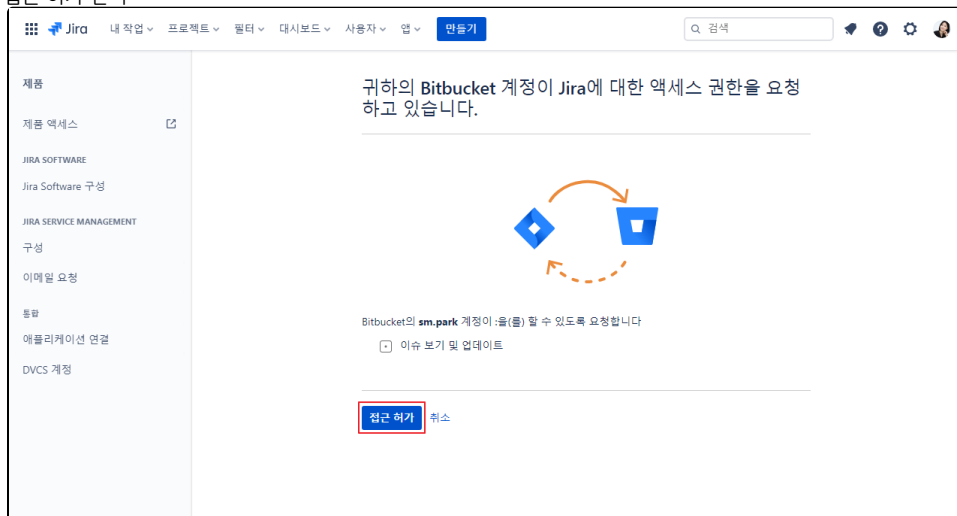 Jira 내 작업 프로젝트 필터 대시보드 사용자 앱 만들기 검색
제품
귀하의 Bitbucket 계정이 Jira에 대한 액세스 권한을 요청
하고 있습니다.
제품 액세스
JIRA SOFTWARE
Jira Software 구성
JIRA SERVICE MANAGEMENT
구성
이메일 요청
통합
애플리케이션 연결
DVCS 계정
Bitbucket의 sm.park 계정이 :을(를) 할 수 있도록 요청합니다
이슈 보기 및 업데이트
접근 허가 취소